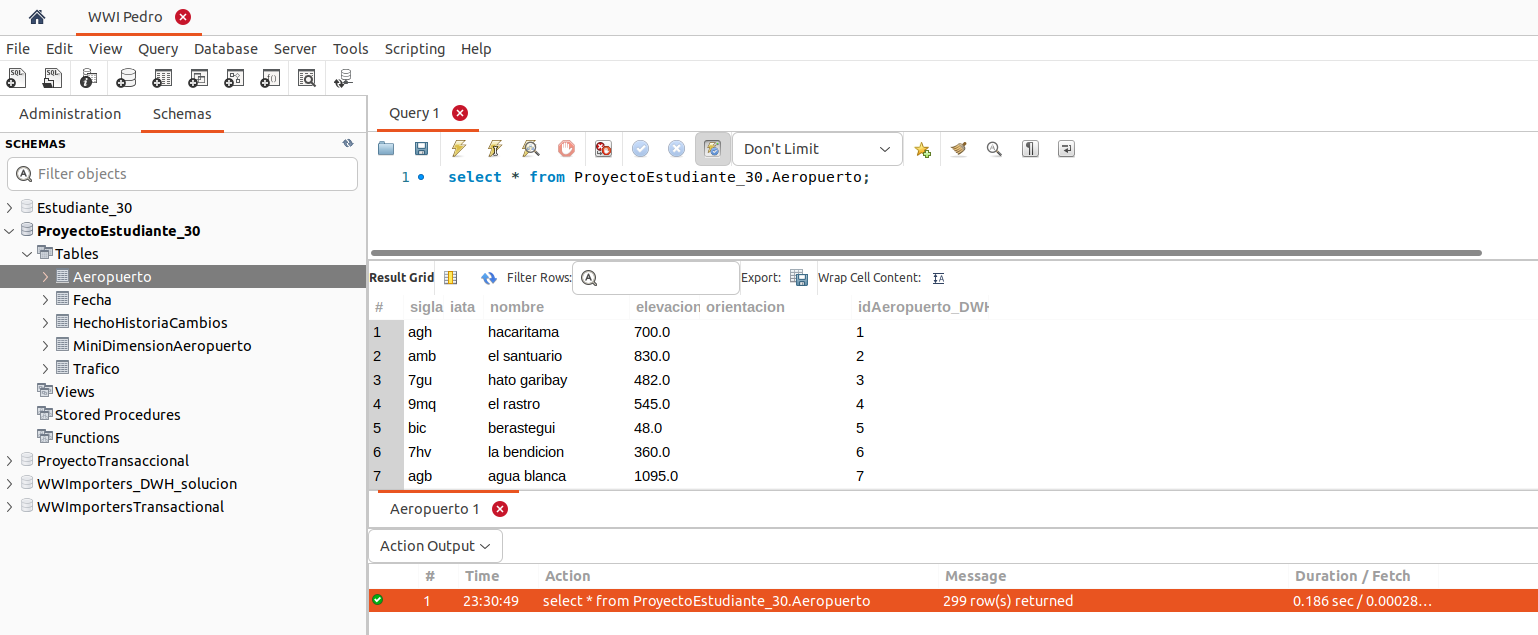 WWI Pedro
File Edit View Query Database Server Tools Scripting Help
Administration Schemas
SCHEMAS
Filter objects
Estudiante_30
ProyectoEstudiante_30
Tables
Aeropuerto
Fecha
HechoHistoriaCambios
MiniDimensionAeropuerto
Trafico
Views
Stored Procedures
Functions
ProyectoTransaccional
WWImporters_DWH_solucion
WWImportersTransactional
Query 1
Don't Limit
1 select * from ProyectoEstudiante_30.Aeropuerto;
Result Grid Filter Rows: Export: Wrap Cell Content:
# sigla iata nombre elevacion orientacion idAeropuerto_DWH
1 agh hacaritama 700.0 1
2 amb el santuario 830.0 2
3 7gu hato garibay 482.0 3
4 9mq el rastro 545.0 4
5 bic berastegui 48.0 5
6 7hv la bendicion 360.0 6
7 agb agua blanca 1095.0 7
Aeropuerto 1
Action Output
# Time Action Message Duration / Fetch
1 23:30:49 select * from ProyectoEstudiante_30.Aeropuerto 299 row(s) returned 0.186 sec / 0.00028…